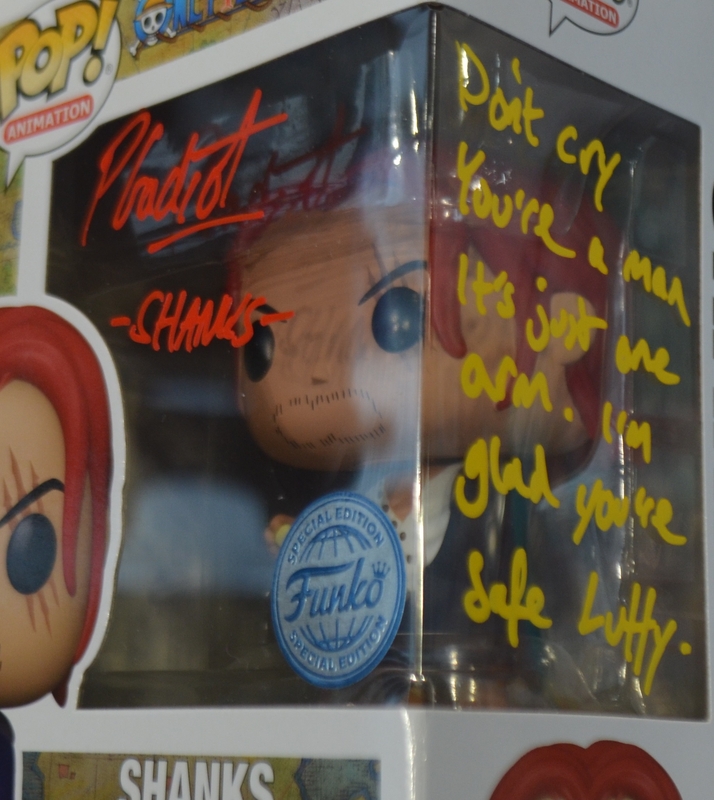 POP!
ANIMATION
ANIMATION
-SHANKS-
Don't cry
You're a man
It's just one
arm. I'm
glad you're
safe Luffy.
SPECIAL EDITION
Funko
SPECIAL EDITION
SHANKS